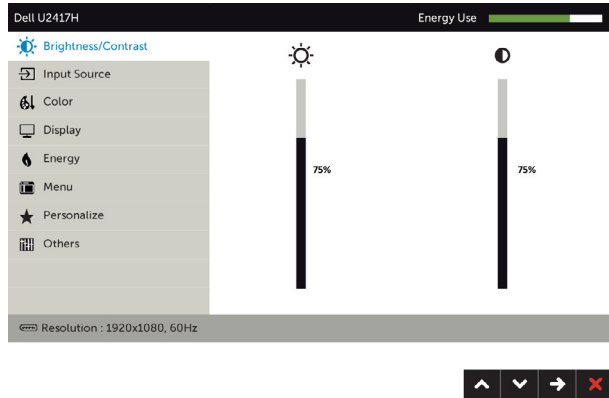 Dell U2417H
Energy Use
Brightness/Contrast
Input Source
Color
Display
Energy
Menu
Personalize
Others
75%
75%
Resolution : 1920x1080, 60Hz